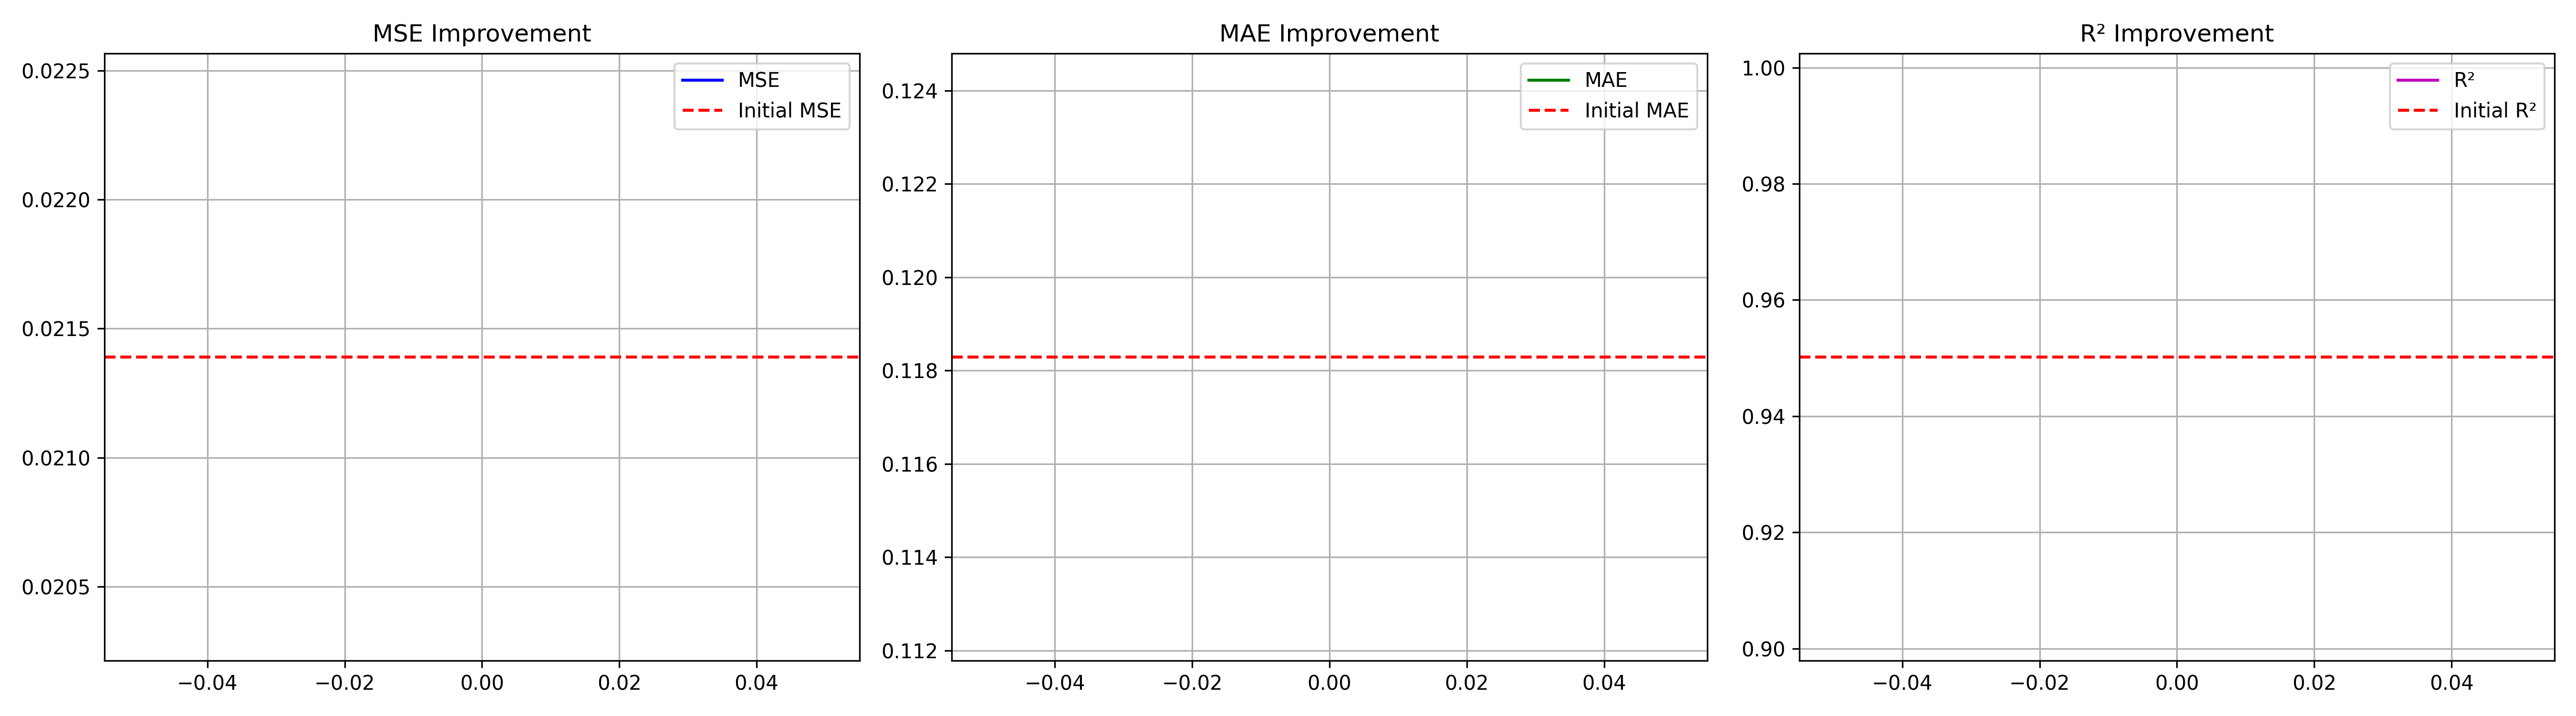 MSE Improvement
0.0225
0.0220
0.0215
0.0210
0.0205
−0.04 −0.02 0.00 0.02 0.04
MSE
Initial MSE
MAE Improvement
0.124
0.122
0.120
0.118
0.116
0.114
0.112
−0.04 −0.02 0.00 0.02 0.04
MAE
Initial MAE
R² Improvement
1.00
0.98
0.96
0.94
0.92
0.90
−0.04 −0.02 0.00 0.02 0.04
R²
Initial R²